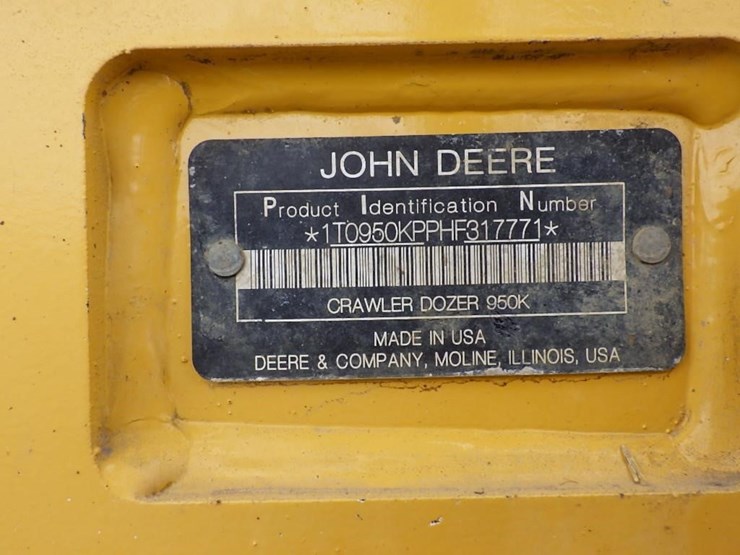 JOHN DEERE
Product Identification Number
*1T0950KPPHF317771*
CRAWLER DOZER 950K
MADE IN USA
DEERE & COMPANY, MOLINE, ILLINOIS, USA